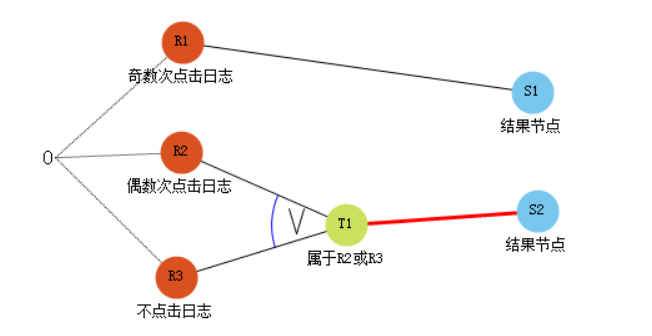 R1
奇数次点击日志
S1
结果节点
O
R2
偶数次点击日志
V
T1
属于R2或R3
S2
结果节点
R3
不点击日志